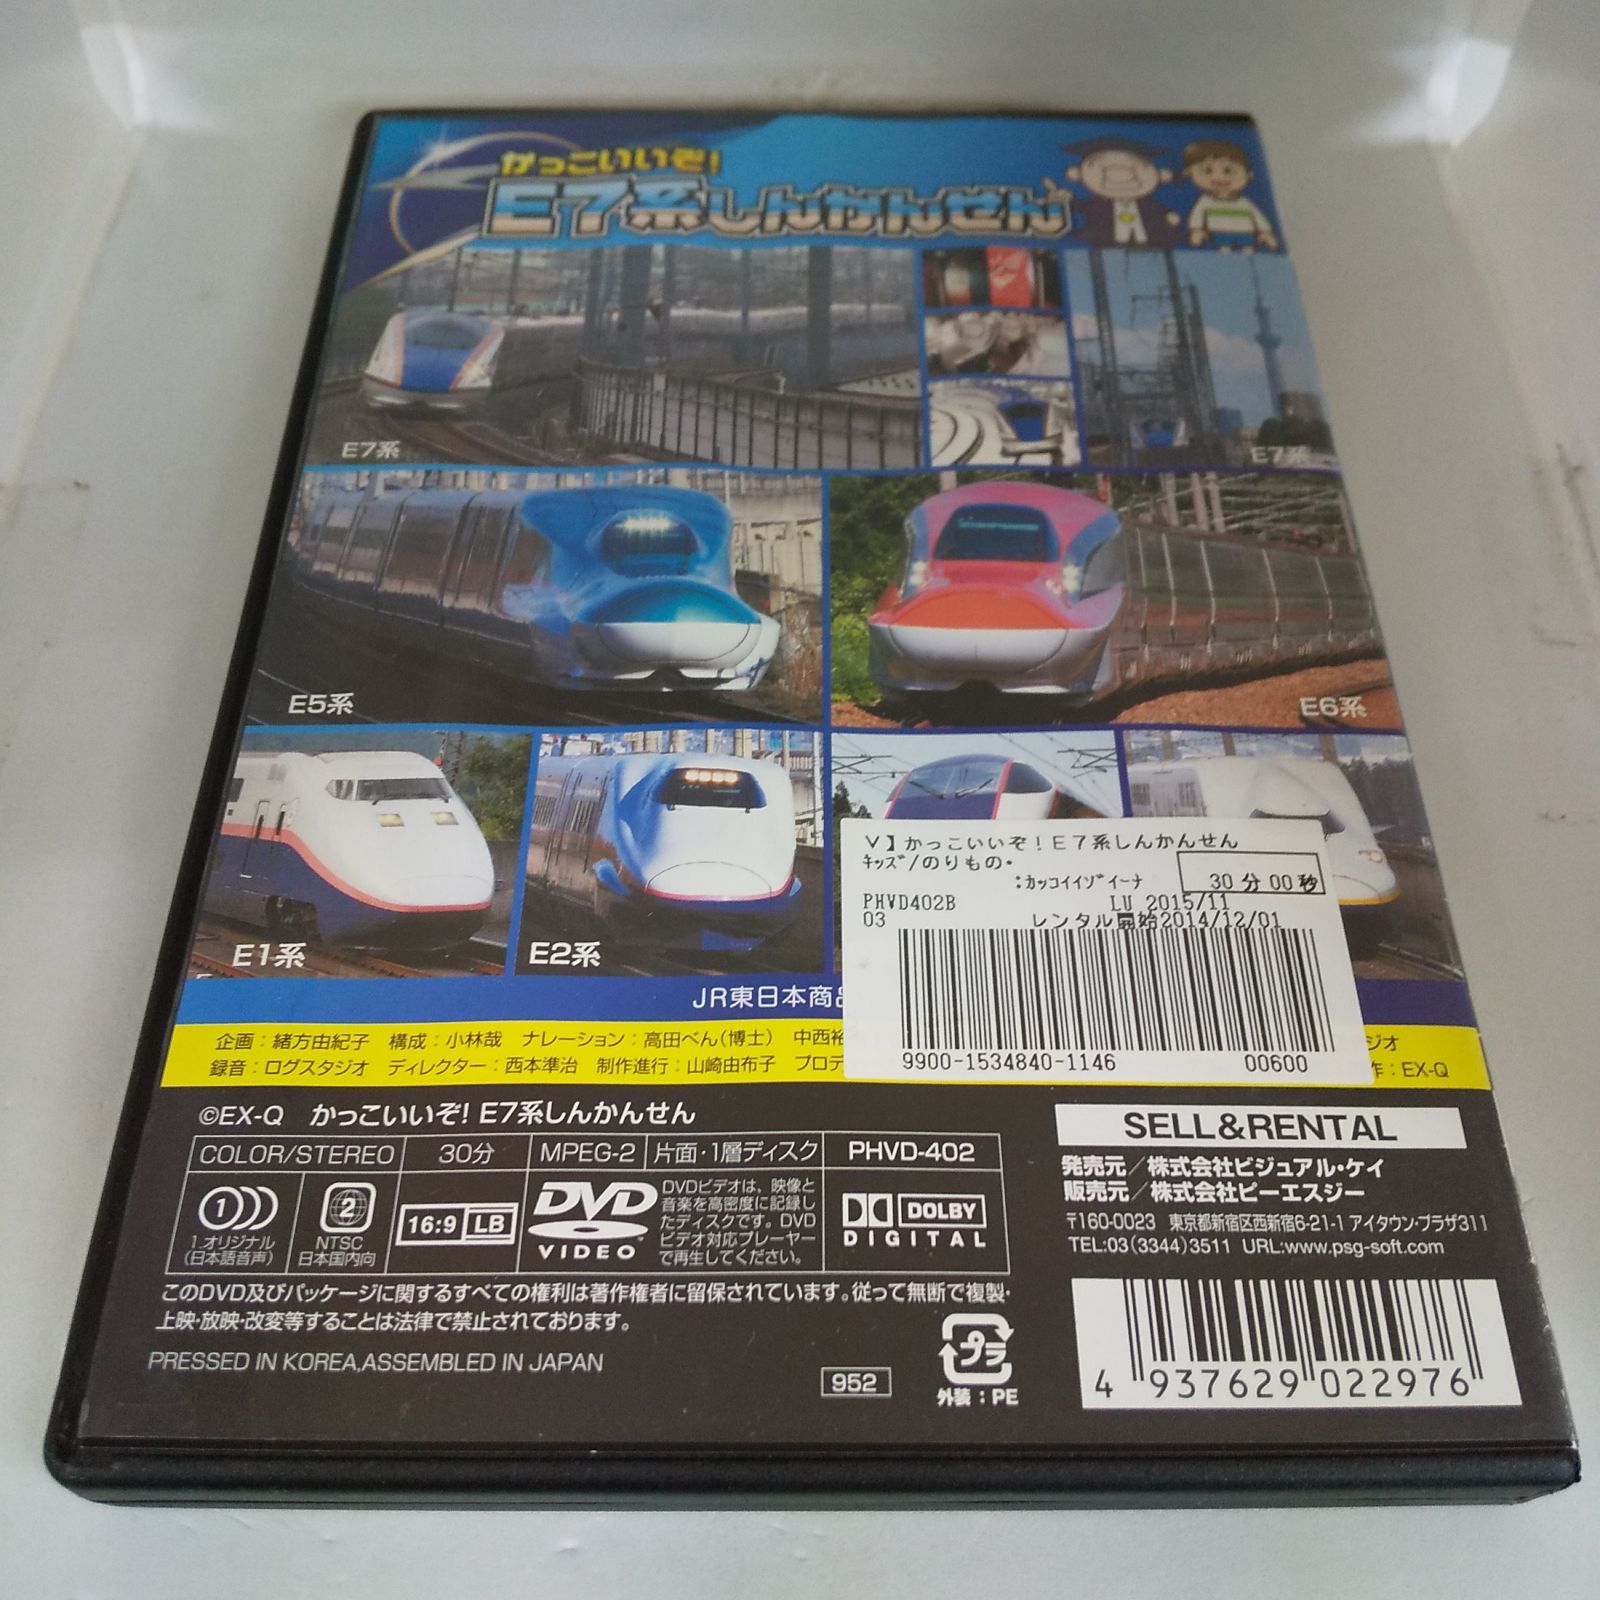 かっこいいぞ!
E7系しんかんせん
E7系
E7系
E5系
E6系
E1系
E2系
V】かっこいいぞ!E7系しんかんせん
キッズ/のりもの・
:カッコイイゾイーナ
30分00秒
PHVD402B
LU 2015/11
03
レンタル開始2014/12/01
9900-1534840-1146
00600
JR東日本商品
企画:緒方由紀子 構成:小林哉 ナレーション:高田べん(博士) 中西裕
録音:ログスタジオ ディレクター:西本準治 制作進行:山崎由布子 プロデ
:EX-Q
©EX-Q かっこいいぞ! E7系しんかんせん
COLOR/STEREO
30分
MPEG-2
片面・1層ディスク
PHVD-402
1
1.オリジナル
(日本語音声)
2
NTSC
日本国内向
16:9 LB
DVD
VIDEO
DVDビデオは、映像と
音楽を高密度に記録し
たディスクです。DVD
ビデオ対応プレーヤー
で再生してください。
DOLBY
DIGITAL
SELL&RENTAL
発売元/株式会社ビジュアル・ケイ
販売元/株式会社ピーエスジー
〒160-0023 東京都新宿区西新宿6-21-1 アイタウン・プラザ311
TEL:03(3344)3511 URL:www.psg-soft.com
このDVD及びパッケージに関するすべての権利は著作権者に留保されています。従って無断で複製・
上映・放映・改変等することは法律で禁止されております。
PRESSED IN KOREA,ASSEMBLED IN JAPAN
952
プラ
外装:PE
4 937629 022976